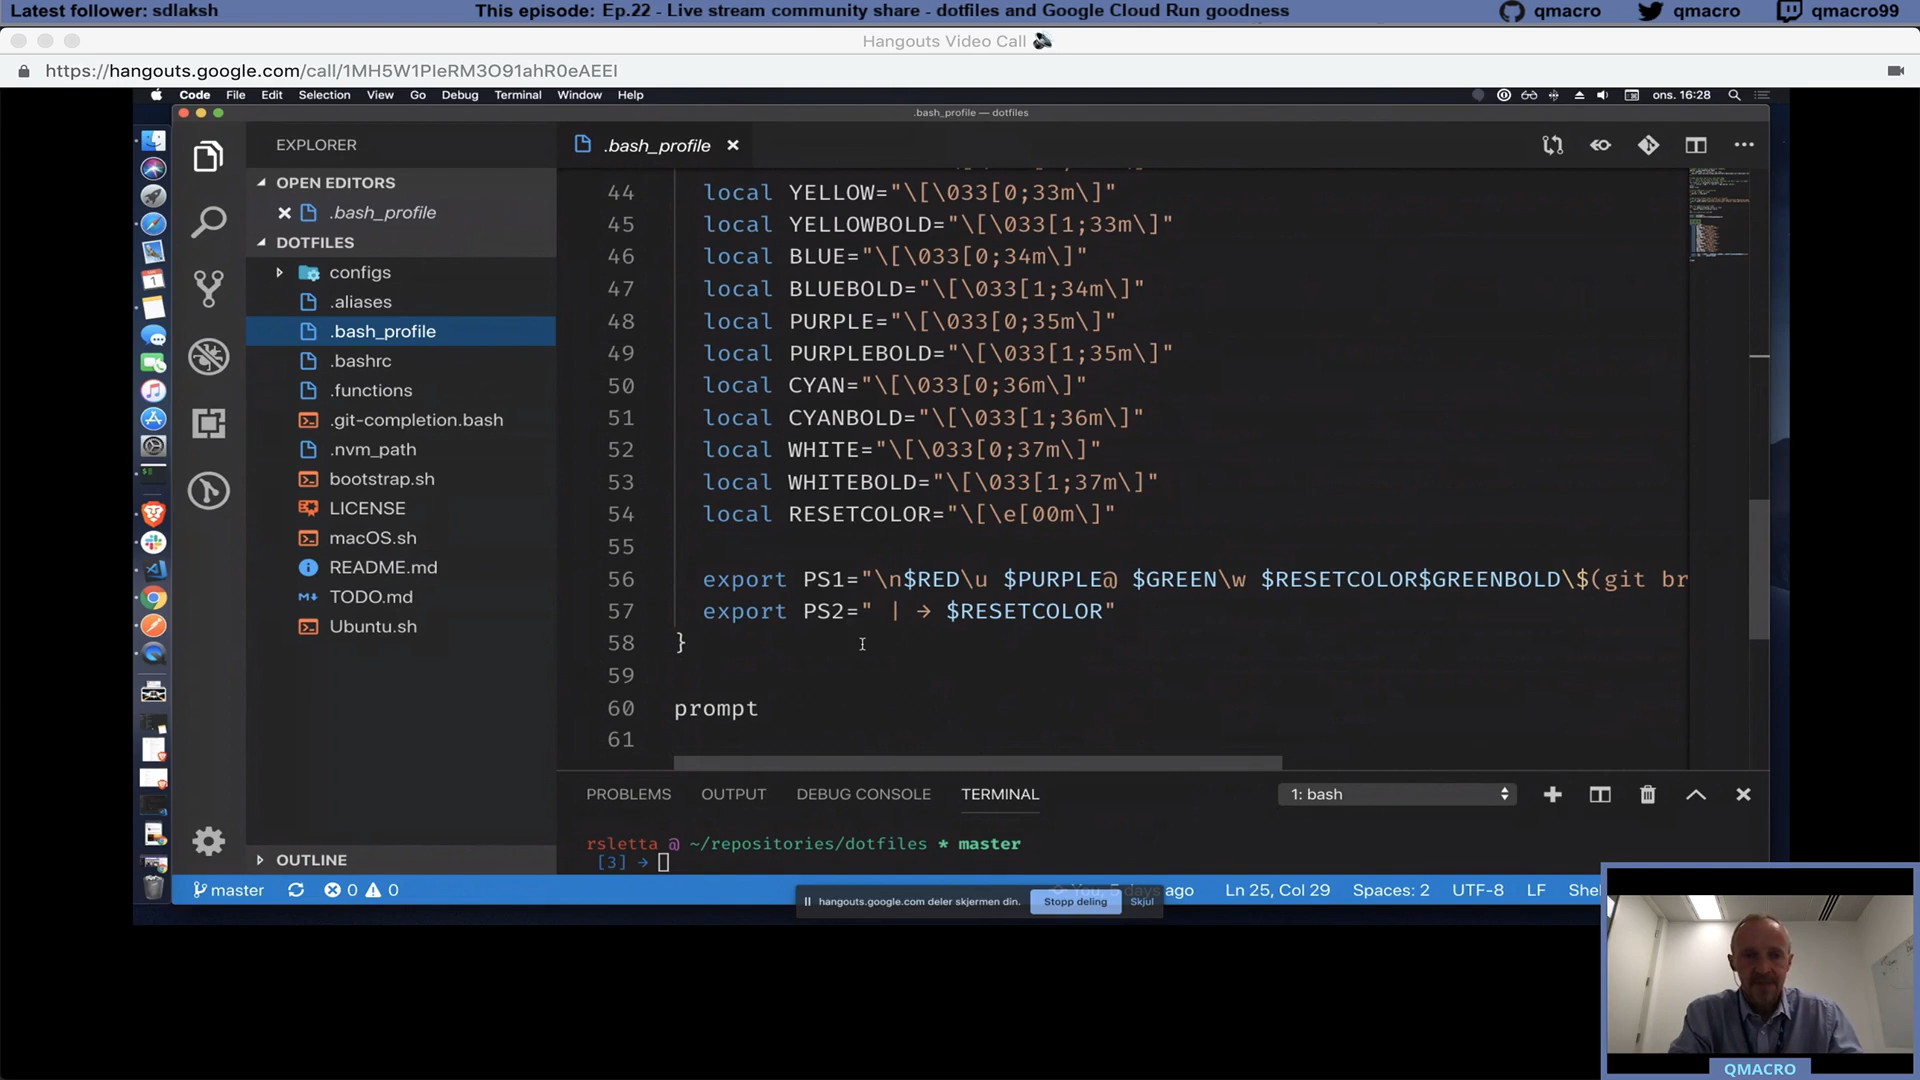 Latest follower: sdlaksh
This episode: Ep.22 - Live stream community share - dotfiles and Google Cloud Run goodness
qmacro
qmacro
qmacro99
Hangouts Video Call
https://hangouts.google.com/call/1MH5W1PleRM3O91ahR0eAEEI
Code File Edit Selection View Go Debug Terminal Window Help
ons. 16:28
.bash_profile — dotfiles
EXPLORER
OPEN EDITORS
.bash_profile
DOTFILES
configs
.aliases
.bash_profile
.bashrc
.functions
.git-completion.bash
.nvm_path
bootstrap.sh
LICENSE
macOS.sh
README.md
TODO.md
Ubuntu.sh
OUTLINE
.bash_profile
44 local YELLOW="\[\033[0;33m\]"
45 local YELLOWBOLD="\[\033[1;33m\]"
46 local BLUE="\[\033[0;34m\]"
47 local BLUEBOLD="\[\033[1;34m\]"
48 local PURPLE="\[\033[0;35m\]"
49 local PURPLEBOLD="\[\033[1;35m\]"
50 local CYAN="\[\033[0;36m\]"
51 local CYANBOLD="\[\033[1;36m\]"
52 local WHITE="\[\033[0;37m\]"
53 local WHITEBOLD="\[\033[1;37m\]"
54 local RESETCOLOR="\[\e[00m\]"
55
56 export PS1="\n$RED\u $PURPLE@ $GREEN\w $RESETCOLOR$GREENBOLD\$(git br
57 export PS2=" | → $RESETCOLOR"
58 }
59
60 prompt
61
PROBLEMS OUTPUT DEBUG CONSOLE TERMINAL
1: bash
rsletta @ ~/repositories/dotfiles * master
[3] →
master 0 0
You, 5 days ago
Ln 25, Col 29 Spaces: 2 UTF-8 LF Shel
hangouts.google.com deler skjermen din. Stopp deling Skjul
QMACRO